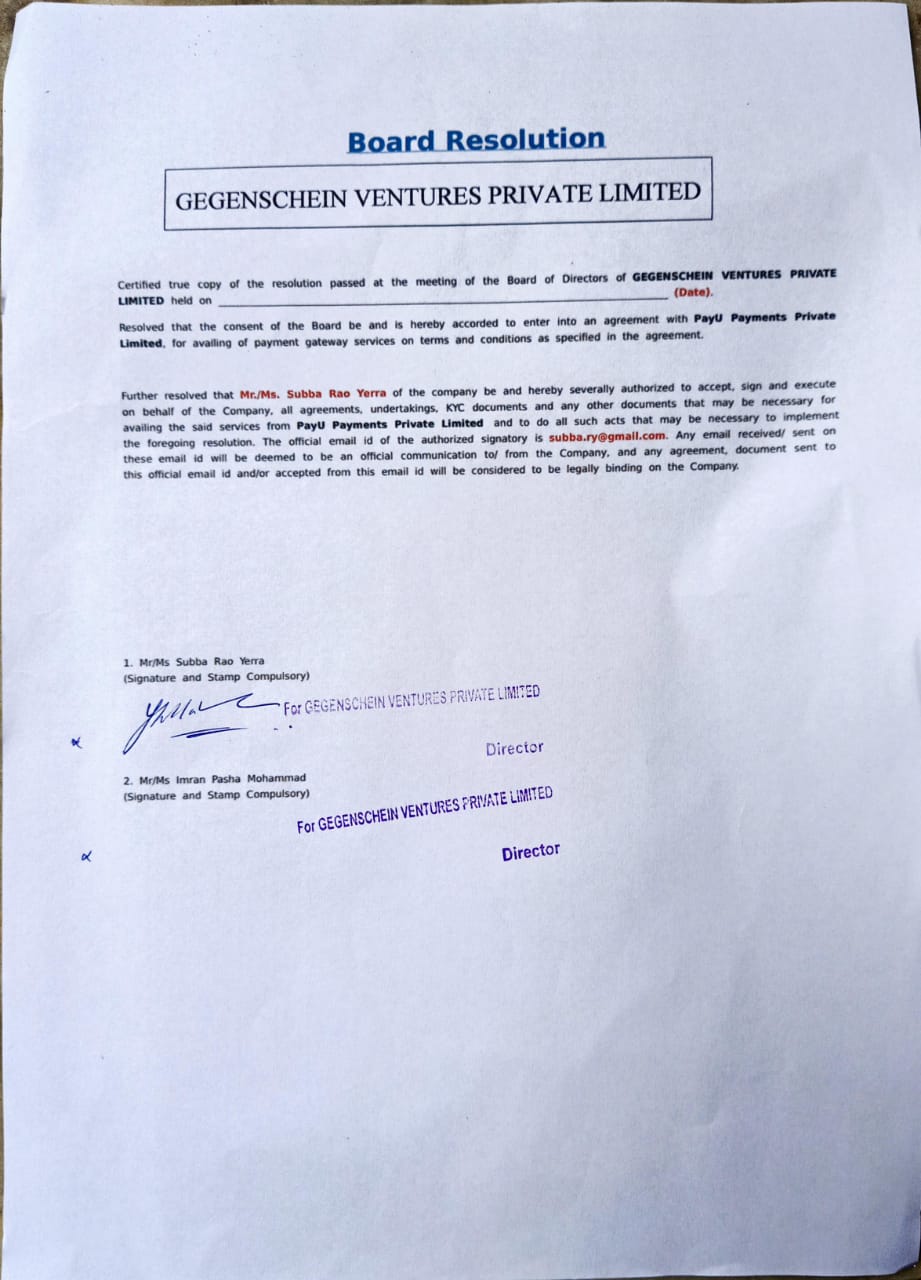 Board Resolution
GEGENSCHEIN VENTURES PRIVATE LIMITED
Certified true copy of the resolution passed at the meeting of the Board of Directors of GEGENSCHEIN VENTURES PRIVATE
LIMITED held on ______________________________ (Date).
Resolved that the consent of the Board be and is hereby accorded to enter into an agreement with PayU Payments Private
Limited, for availing of payment gateway services on terms and conditions as specified in the agreement.
Further resolved that Mr./Ms. Subba Rao Yerra of the company be and hereby severally authorized to accept, sign and execute
on behalf of the Company, all agreements, undertakings, KYC documents and any other documents that may be necessary for
availing the said services from PayU Payments Private Limited and to do all such acts that may be necessary to implement
the foregoing resolution. The official email id of the authorized signatory is subba.ry@gmail.com. Any email received/ sent on
these email id will be deemed to be an official communication to/ from the Company, and any agreement, document sent to
this official email id and/or accepted from this email id will be considered to be legally binding on the Company.
1. Mr/Ms Subba Rao Yerra
(Signature and Stamp Compulsory)
For GEGENSCHEIN VENTURES PRIVATE LIMITED
Director
2. Mr/Ms Imran Pasha Mohammad
(Signature and Stamp Compulsory)
For GEGENSCHEIN VENTURES PRIVATE LIMITED
Director